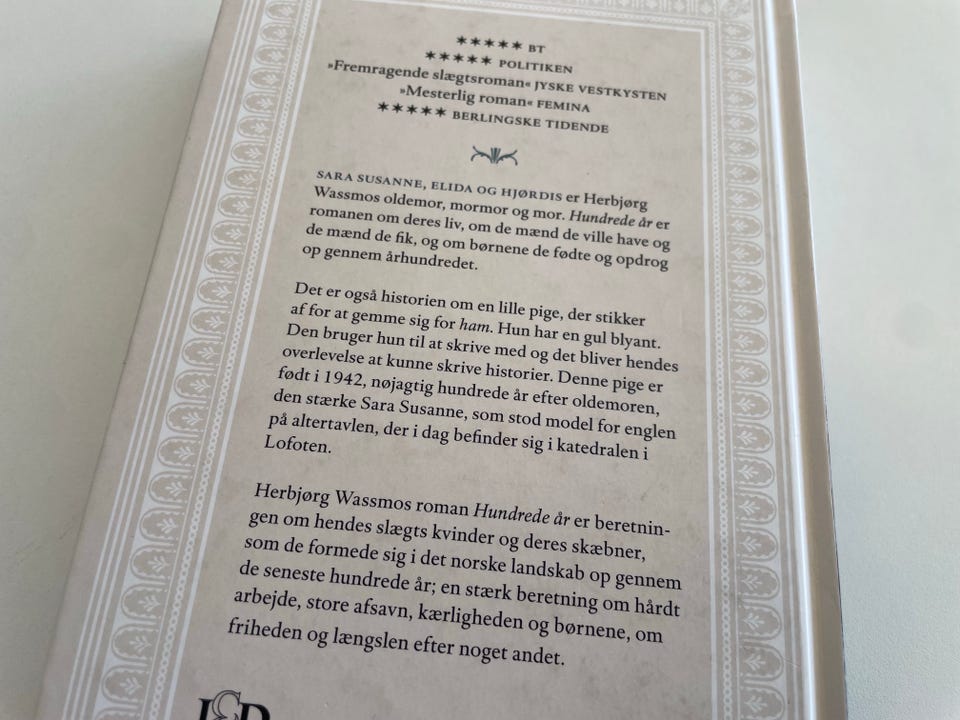 ✶✶✶✶✶ BT
✶✶✶✶✶ POLITIKEN
»Fremragende slægtsroman« JYSKE VESTKYSTEN
»Mesterlig roman« FEMINA
✶✶✶✶✶ BERLINGSKE TIDENDE
SARA SUSANNE, ELIDA OG HJØRDIS er Herbjørg
Wassmos oldemor, mormor og mor. Hundrede år er
romanen om deres liv, om de mænd de ville have og
de mænd de fik, og om børnene de fødte og opdrog
op gennem århundredet.
Det er også historien om en lille pige, der stikker
af for at gemme sig for ham. Hun har en gul blyant.
Den bruger hun til at skrive med og det bliver hendes
overlevelse at kunne skrive historier. Denne pige er
født i 1942, nøjagtig hundrede år efter oldemoren,
den stærke Sara Susanne, som stod model for englen
på altertavlen, der i dag befinder sig i katedralen i
Lofoten.
Herbjørg Wassmos roman Hundrede år er beretnin-
gen om hendes slægts kvinder og deres skæbner,
som de formede sig i det norske landskab op gennem
de seneste hundrede år; en stærk beretning om hårdt
arbejde, store afsavn, kærligheden og børnene, om
friheden og længslen efter noget andet.